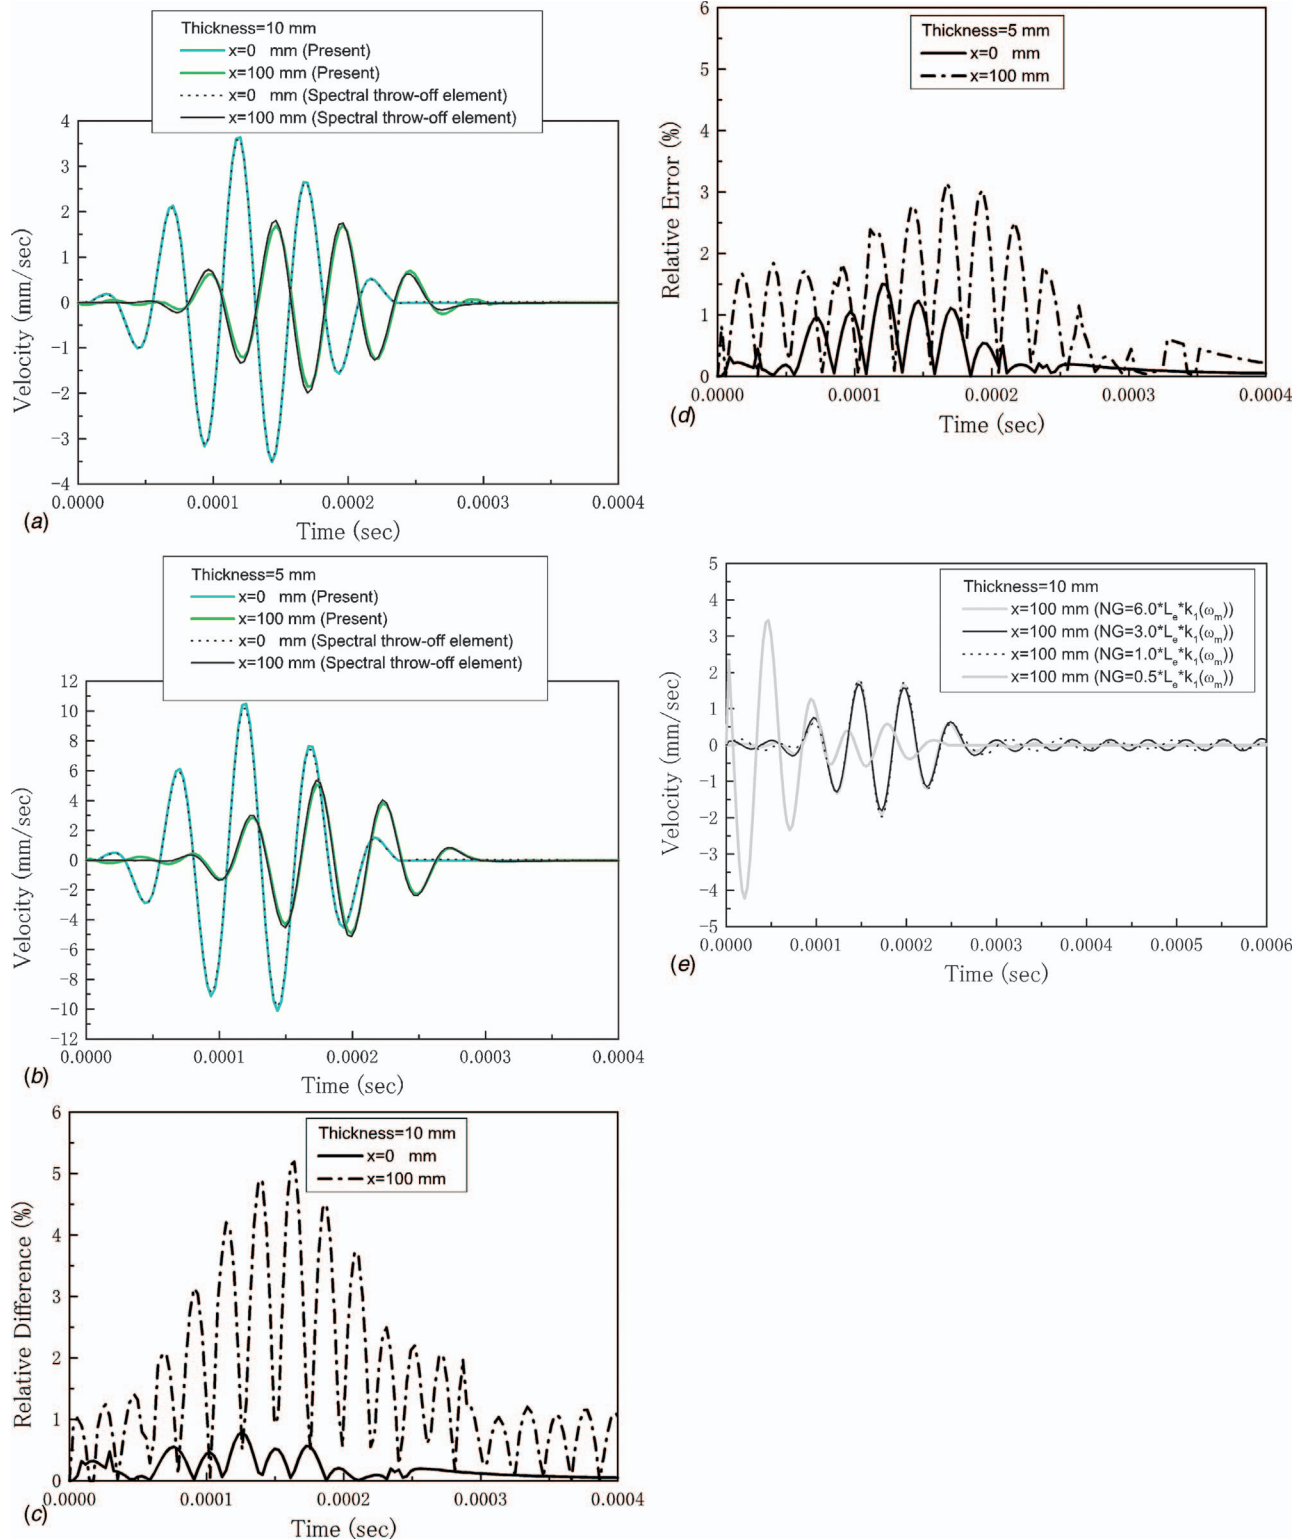 Thickness=10 mm
x=0 mm (Present)
x=100 mm (Present)
x=0 mm (Spectral throw-off element)
x=100 mm (Spectral throw-off element)
4
3
2
1
0
−1
−2
−3
−4
Velocity (mm/sec)
0.0000 0.0001 0.0002 0.0003 0.0004
Time (sec)
(a)
Thickness=5 mm
x=0 mm (Present)
x=100 mm (Present)
x=0 mm (Spectral throw-off element)
x=100 mm (Spectral throw-off element)
12
10
8
6
4
2
0
-2
-4
-6
-8
-10
-12
Velocity (mm/sec)
0.0000 0.0001 0.0002 0.0003 0.0004
Time (sec)
(b)
Thickness=10 mm
x=0 mm
x=100 mm
6
5
4
3
2
1
0
Relative Difference (%)
0.0000 0.0001 0.0002 0.0003 0.0004
Time (sec)
(c)
Thickness=5 mm
x=0 mm
x=100 mm
6
5
4
3
2
1
0
Relative Error (%)
0.0000 0.0001 0.0002 0.0003 0.0004
Time (sec)
(d)
Thickness=10 mm
x=100 mm (NG=6.0*Lₑ*k₁(ωₘ))
x=100 mm (NG=3.0*Lₑ*k₁(ωₘ))
x=100 mm (NG=1.0*Lₑ*k₁(ωₘ))
x=100 mm (NG=0.5*Lₑ*k₁(ωₘ))
5
4
3
2
1
0
-1
-2
-3
-4
-5
Velocity (mm/sec)
0.0000 0.0001 0.0002 0.0003 0.0004 0.0005 0.0006
Time (sec)
(e)